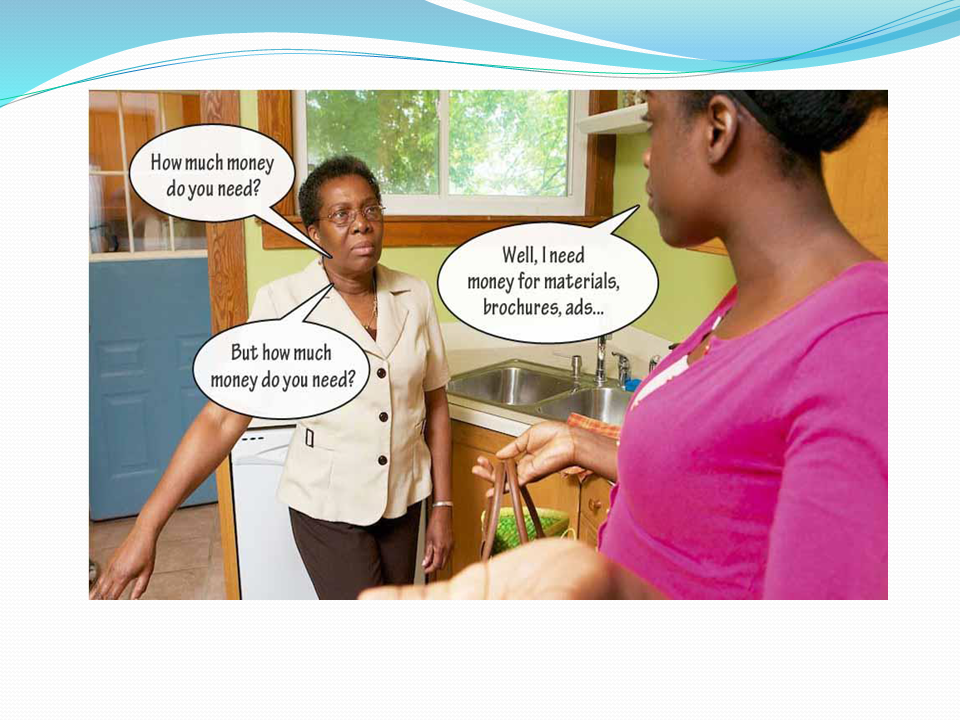 How much money
do you need?
Well, I need
money for materials,
brochures, ads...
But how much
money do you need?